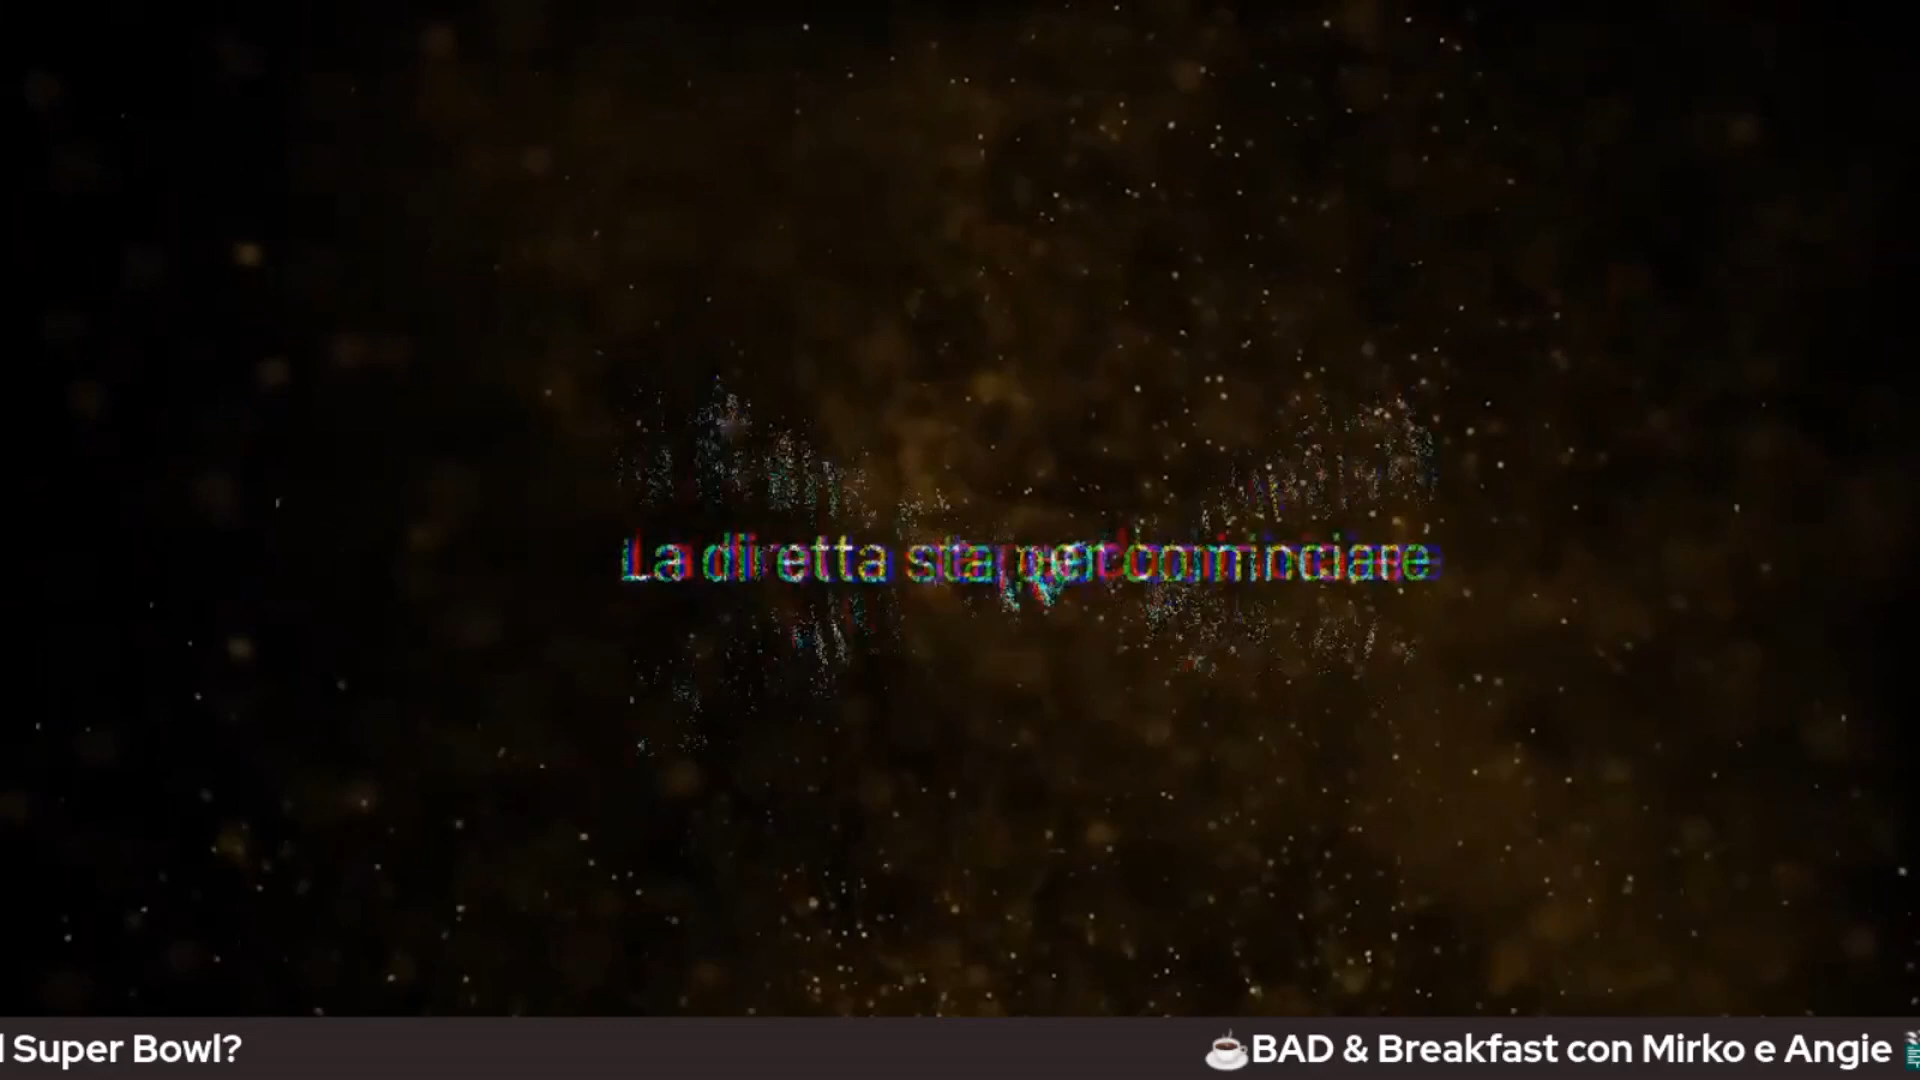 La diretta sta per cominciare
Super Bowl? ☕BAD & Breakfast con Mirko e Angie